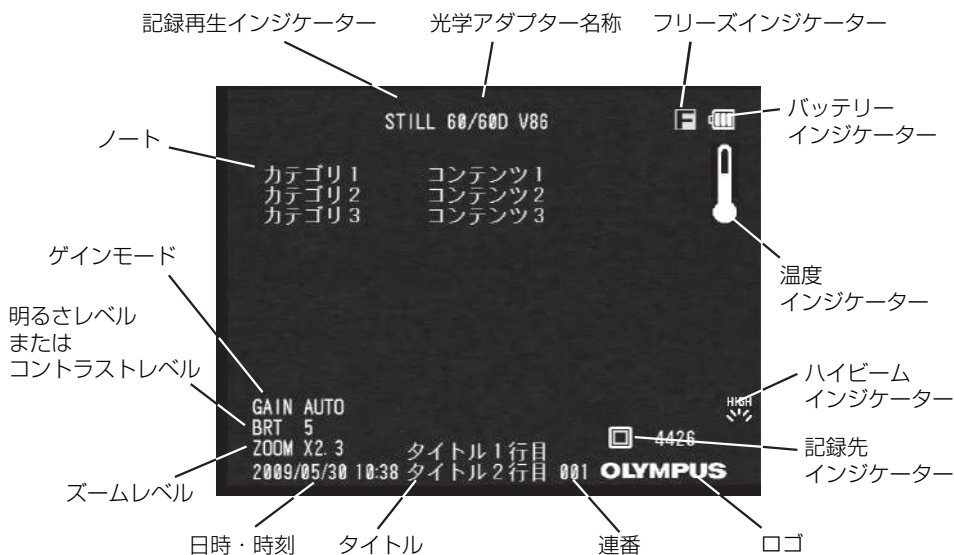 記録再生インジケーター
光学アダプター名称
フリーズインジケーター
STILL 60/60D V86
バッテリー
インジケーター
ノート
カテゴリ1 コンテンツ1
カテゴリ2 コンテンツ2
カテゴリ3 コンテンツ3
温度
インジケーター
ゲインモード
明るさレベル
または
コントラストレベル
GAIN AUTO
BRT 5
ZOOM X2.3
タイトル1行目
2009/05/30 10:38 タイトル2行目 001
HIGH
ハイビーム
インジケーター
4426
OLYMPUS
記録先
インジケーター
ズームレベル
日時・時刻
タイトル
連番
ロゴ